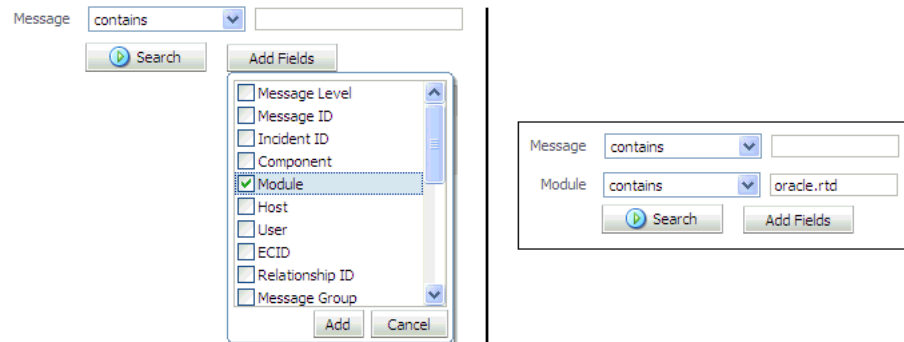 Message contains
Search Add Fields
Message Level
Message ID
Incident ID
Component
Module
Host
User
ECID
Relationship ID
Message Group
Add Cancel
Message contains
Module contains oracle.rtd
Search Add Fields